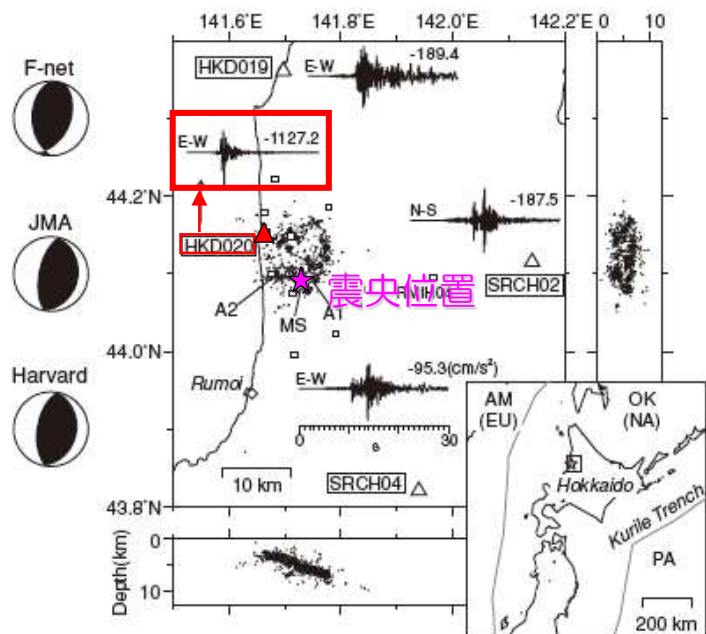 141.6°E 141.8°E 142.0°E 142.2°E 0 10
F-net
JMA
Harvard
HKD019
E-W -189.4
E-W -1127.2
44.2°N
N-S -187.5
HKD020
震央位置
SRCH02
A2
MS
A1
44.0°N
Rumoi
E-W -95.3(cm/s²)
0 s 30
10 km
SRCH04
43.8°N
Depth(km)
0
10
AM
(EU)
OK
(NA)
Hokkaido
Kurile Trench
PA
200 km